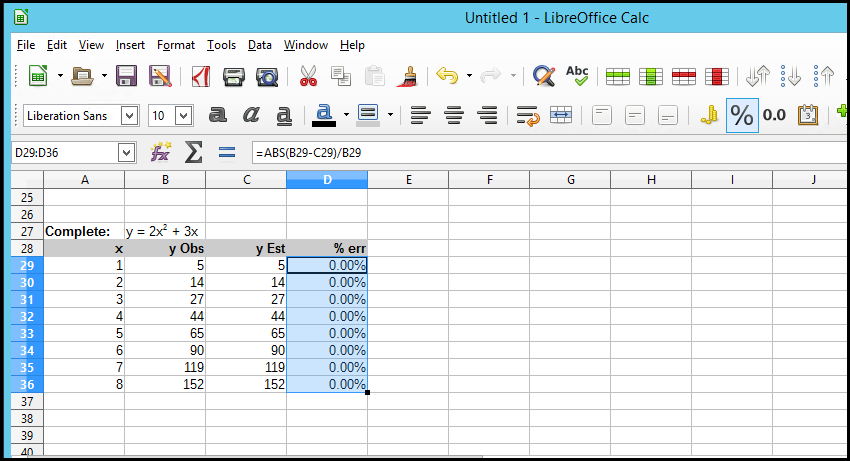 Untitled 1 - LibreOffice Calc
File Edit View Insert Format Tools Data Window Help
Abc
Liberation Sans 10 a a a a % 0.0 3
D29:D36 fx Σ = =ABS(B29-C29)/B29
A B C D E F G H I J
25
26
27 Complete: y = 2x² + 3x
28 x y Obs y Est % err
29 1 5 5 0.00%
30 2 14 14 0.00%
31 3 27 27 0.00%
32 4 44 44 0.00%
33 5 65 65 0.00%
34 6 90 90 0.00%
35 7 119 119 0.00%
36 8 152 152 0.00%
37
38
39
40